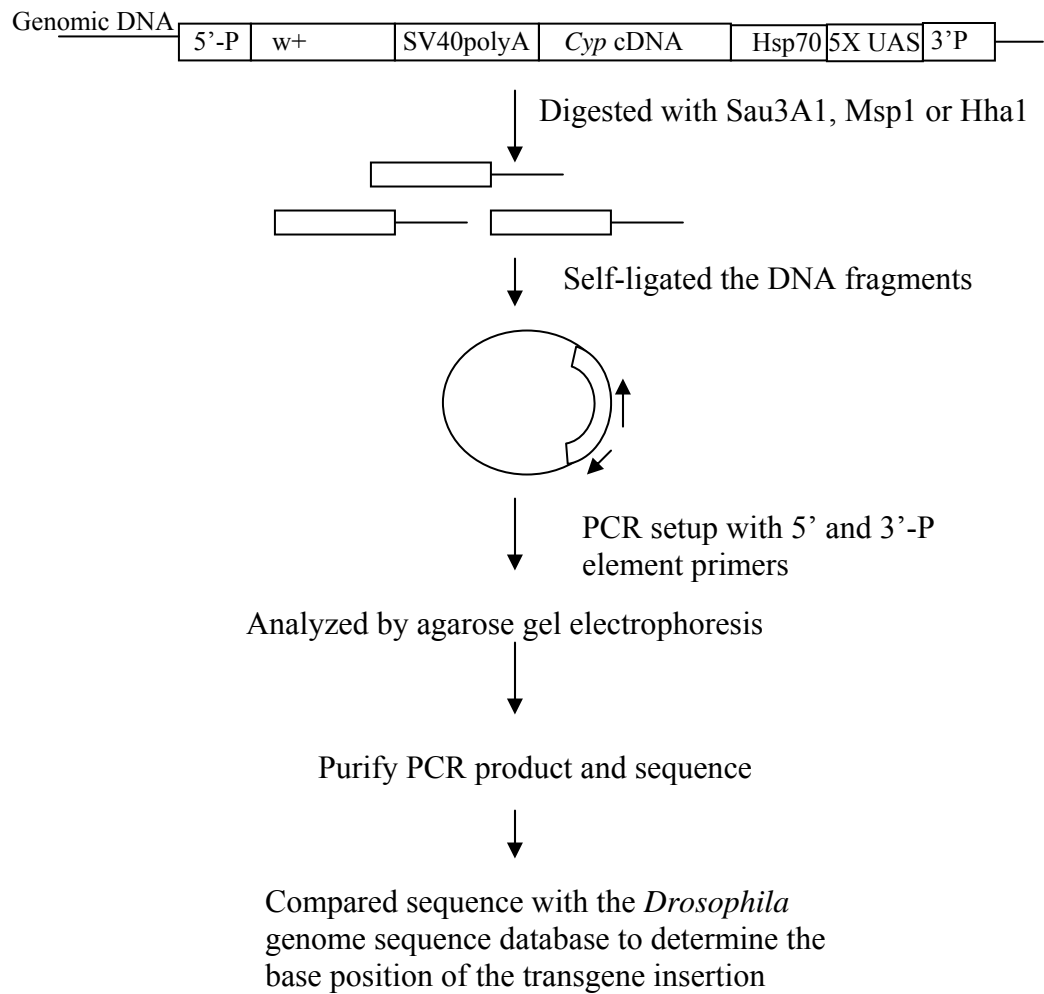 Genomic DNA
5'-P w+ SV40polyA Cyp cDNA Hsp70 5X UAS 3'P
Digested with Sau3A1, Msp1 or Hha1
Self-ligated the DNA fragments
PCR setup with 5' and 3'-P
element primers
Analyzed by agarose gel electrophoresis
Purify PCR product and sequence
Compared sequence with the Drosophila
genome sequence database to determine the
base position of the transgene insertion